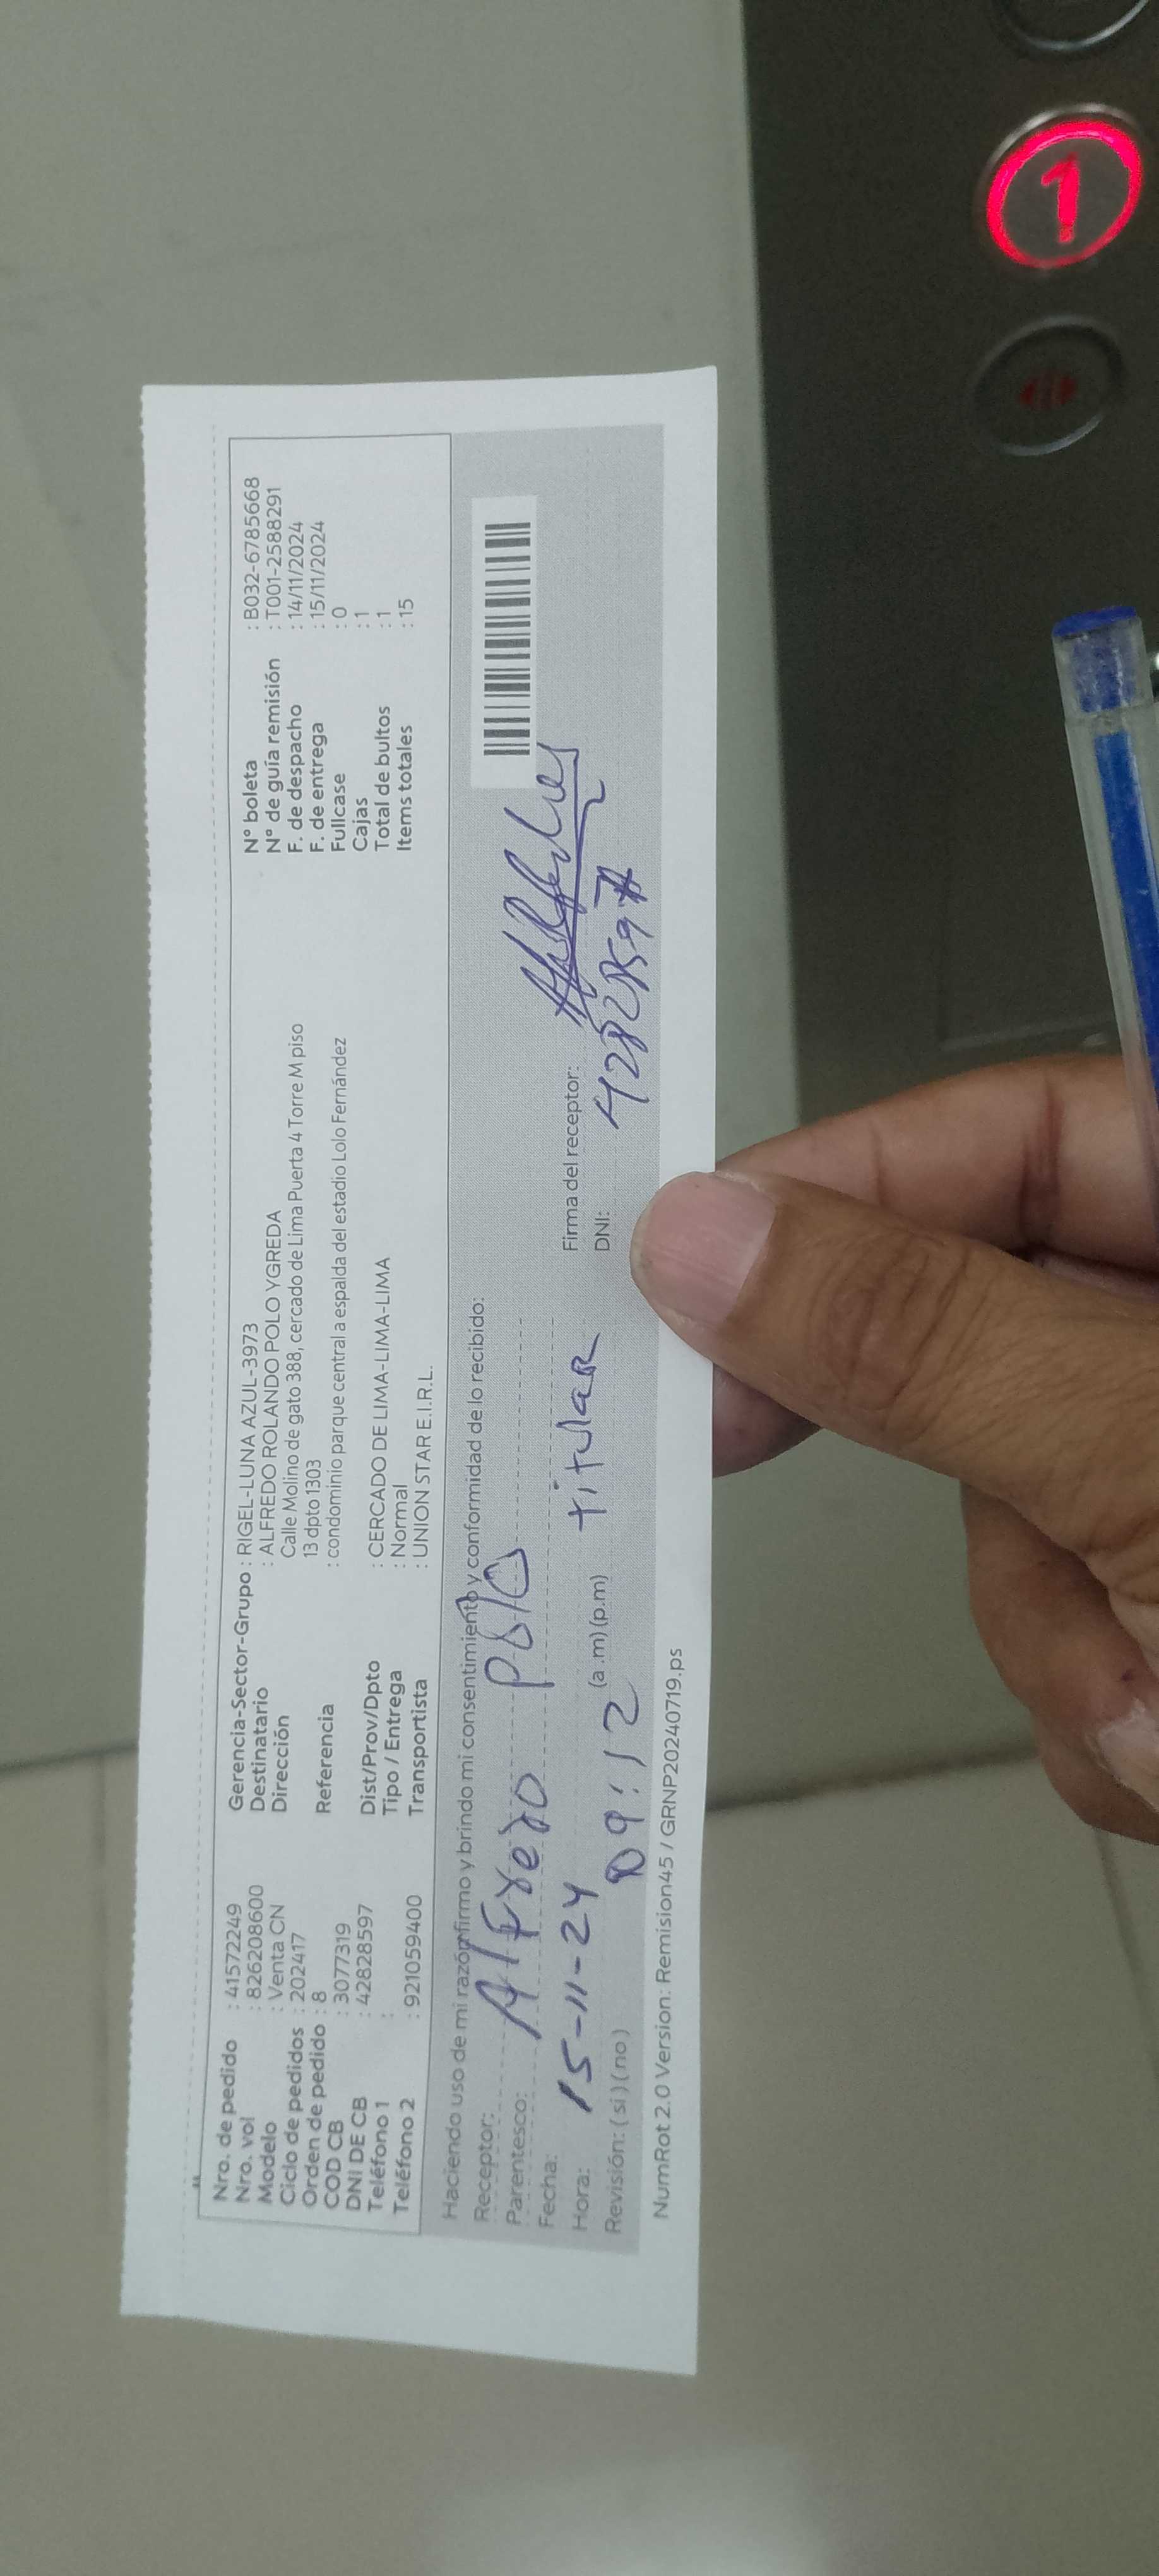 Nro. de pedido : 41572249 Gerencia-Sector-Grupo : RIGEL-LUNA AZUL-3973 N° boleta : B032-6785668
Nro. vol : 826208600 Destinatario : ALFREDO ROLANDO POLO YGREDA N° de guía remisión : T001-2588291
Modelo : Venta CN Dirección Calle Molino de gato 388, cercado de Lima Puerta 4 Torre M piso F. de despacho : 14/11/2024
Ciclo de pedidos : 202417 13 dpto 1303 F. de entrega : 15/11/2024
Orden de pedido : 8 Referencia : condominio parque central a espalda del estadio Lolo Fernández Fullcase : 0
COD CB : 3077319 Cajas : 1
DNI DE CB : 42828597 Dist/Prov/Dpto : CERCADO DE LIMA-LIMA-LIMA Total de bultos : 1
Teléfono 1 : Tipo / Entrega : Normal Items totales : 15
Teléfono 2 : 921059400 Transportista : UNION STAR E.I.R.L.
Haciendo uso de mi razón firmo y brindo mi consentimiento y conformidad de lo recibido:
Receptor: Alfredo Polo
Parentesco: titular
Fecha: 15-11-24 Firma del receptor:
Hora: 09:12 (a .m) (p.m) DNI: 42828597
Revisión: ( si ) ( no )
NumRot 2.0 Version: Remision45 / GRNP20240719.ps
1